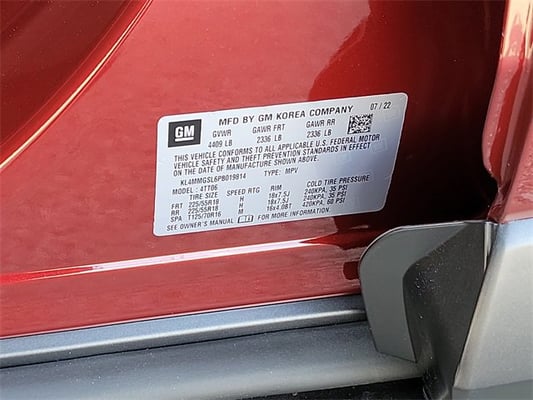 GM
MFD BY GM KOREA COMPANY 07/22
GVWR GAWR FRT GAWR RR
4409 LB 2336 LB 2336 LB
THIS VEHICLE CONFORMS TO ALL APPLICABLE U.S. FEDERAL MOTOR
VEHICLE SAFETY AND THEFT PREVENTION STANDARDS IN EFFECT
ON THE DATE OF MANUFACTURE SHOWN ABOVE.
KL4MMGSL6PB019814 TYPE: MPV
MODEL: 4TT06
TIRE SIZE SPEED RTG RIM COLD TIRE PRESSURE
FRT 225/55R18 H 18x7.5J 240KPA, 35 PSI
RR 225/55R18 H 18x7.5J 240KPA, 35 PSI
SPA T125/70R16 M 16x4.0BT 420KPA, 60 PSI
SEE OWNER'S MANUAL FOR MORE INFORMATION.